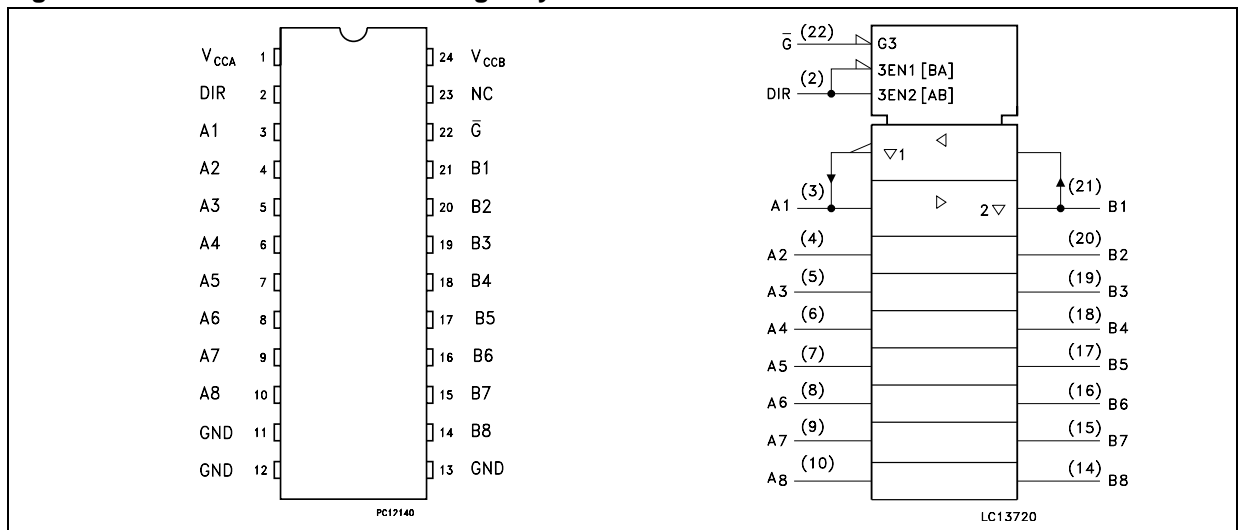 V_CCA 1 24 V_CCB
DIR 2 23 NC
A1 3 22 G̅
A2 4 21 B1
A3 5 20 B2
A4 6 19 B3
A5 7 18 B4
A6 8 17 B5
A7 9 16 B6
A8 10 15 B7
GND 11 14 B8
GND 12 13 GND
PC12140
G̅ (22) G3
3EN1 [BA]
DIR (2) 3EN2 [AB]
▽1 ◁
A1 (3) ▷ 2▽ (21) B1
A2 (4) (20) B2
A3 (5) (19) B3
A4 (6) (18) B4
A5 (7) (17) B5
A6 (8) (16) B6
A7 (9) (15) B7
A8 (10) (14) B8
LC13720